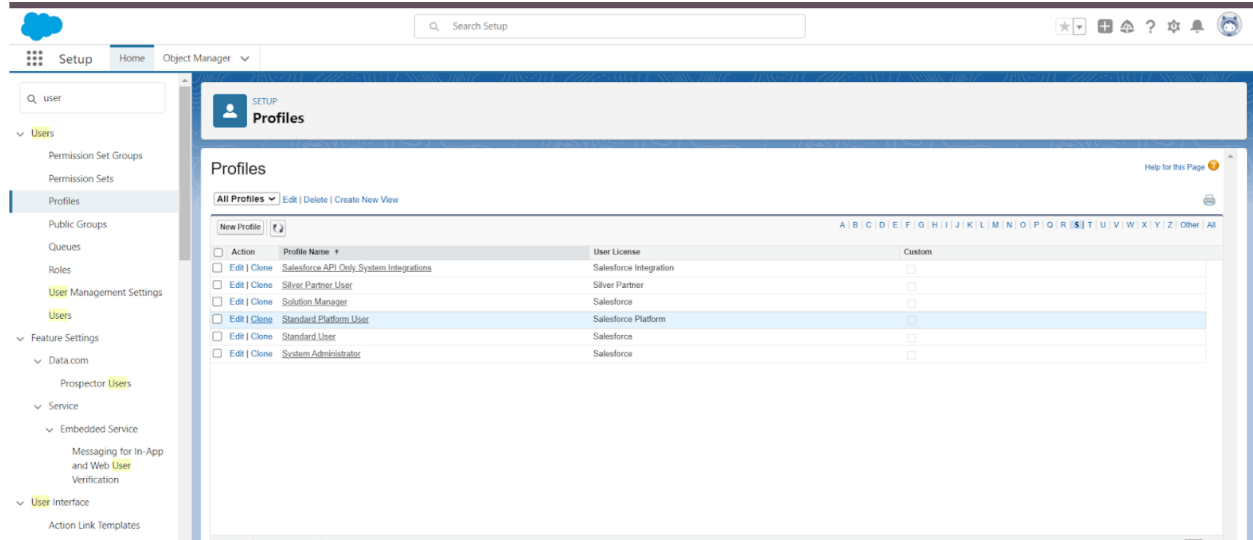 Search Setup
Setup Home Object Manager
user
Users
Permission Set Groups
Permission Sets
Profiles
Public Groups
Queues
Roles
User Management Settings
Users
Feature Settings
Data.com
Prospector Users
Service
Embedded Service
Messaging for In-App
and Web User
Verification
User Interface
Action Link Templates
SETUP
Profiles
Profiles
Help for this Page
All Profiles Edit | Delete | Create New View
New Profile A | B | C | D | E | F | G | H | I | J | K | L | M | N | O | P | Q | R | S | T | U | V | W | X | Y | Z | Other | All
Action Profile Name User License Custom
Edit | Clone Salesforce API Only System Integrations Salesforce Integration
Edit | Clone Silver Partner User Silver Partner
Edit | Clone Solution Manager Salesforce
Edit | Clone Standard Platform User Salesforce Platform
Edit | Clone Standard User Salesforce
Edit | Clone System Administrator Salesforce